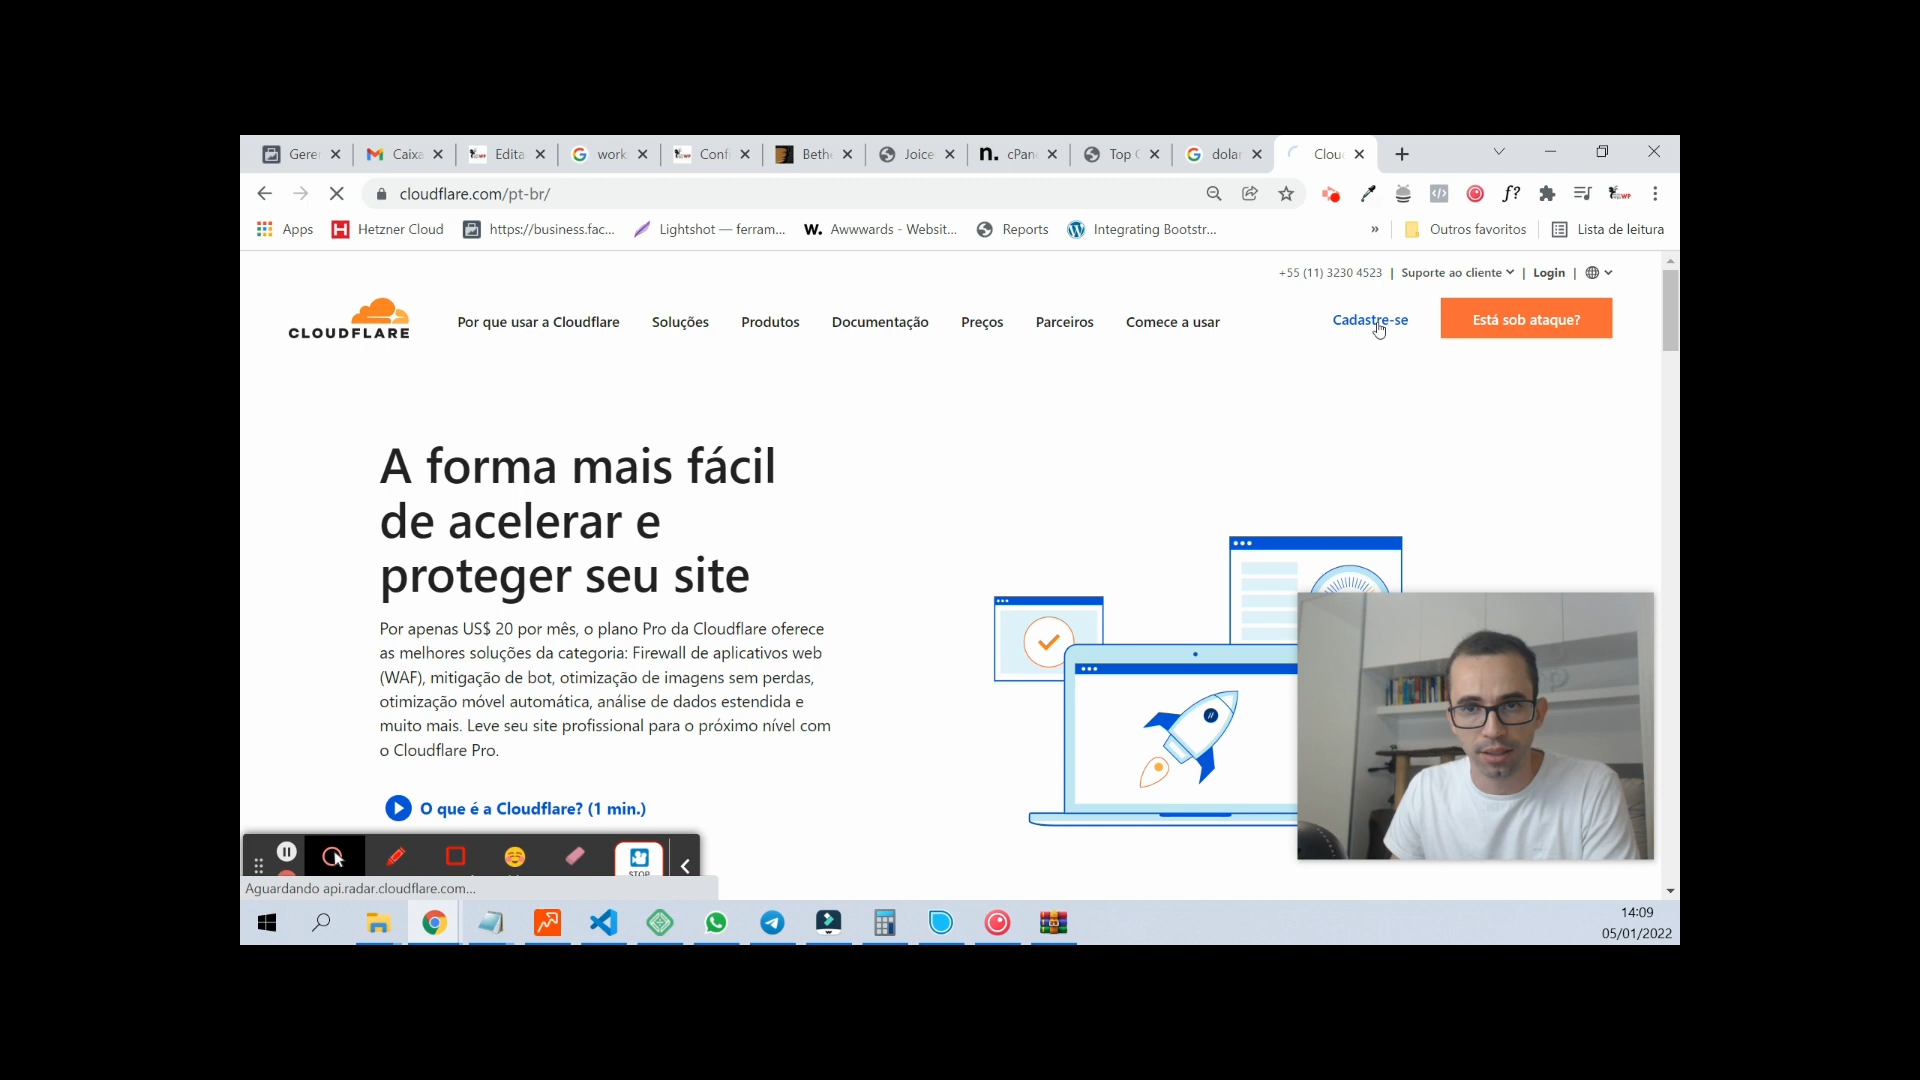 Geren
Caixa
Edita
work
Confi
Bethe
Joice
n. cPan
Top C
dolar
Clou
cloudflare.com/pt-br/
f?
Apps
Hetzner Cloud
https://business.fac...
Lightshot — ferram...
W. Awwwards - Websit...
Reports
Integrating Bootstr...
»
Outros favoritos
Lista de leitura
+55 (11) 3230 4523 | Suporte ao cliente | Login |
CLOUDFLARE
Por que usar a Cloudflare
Soluções
Produtos
Documentação
Preços
Parceiros
Comece a usar
Cadastre-se
Está sob ataque?
A forma mais fácil
de acelerar e
proteger seu site
Por apenas US$ 20 por mês, o plano Pro da Cloudflare oferece
as melhores soluções da categoria: Firewall de aplicativos web
(WAF), mitigação de bot, otimização de imagens sem perdas,
otimização móvel automática, análise de dados estendida e
muito mais. Leve seu site profissional para o próximo nível com
o Cloudflare Pro.
O que é a Cloudflare? (1 min.)
STOP
Aguardando api.radar.cloudflare.com...
14:09
05/01/2022